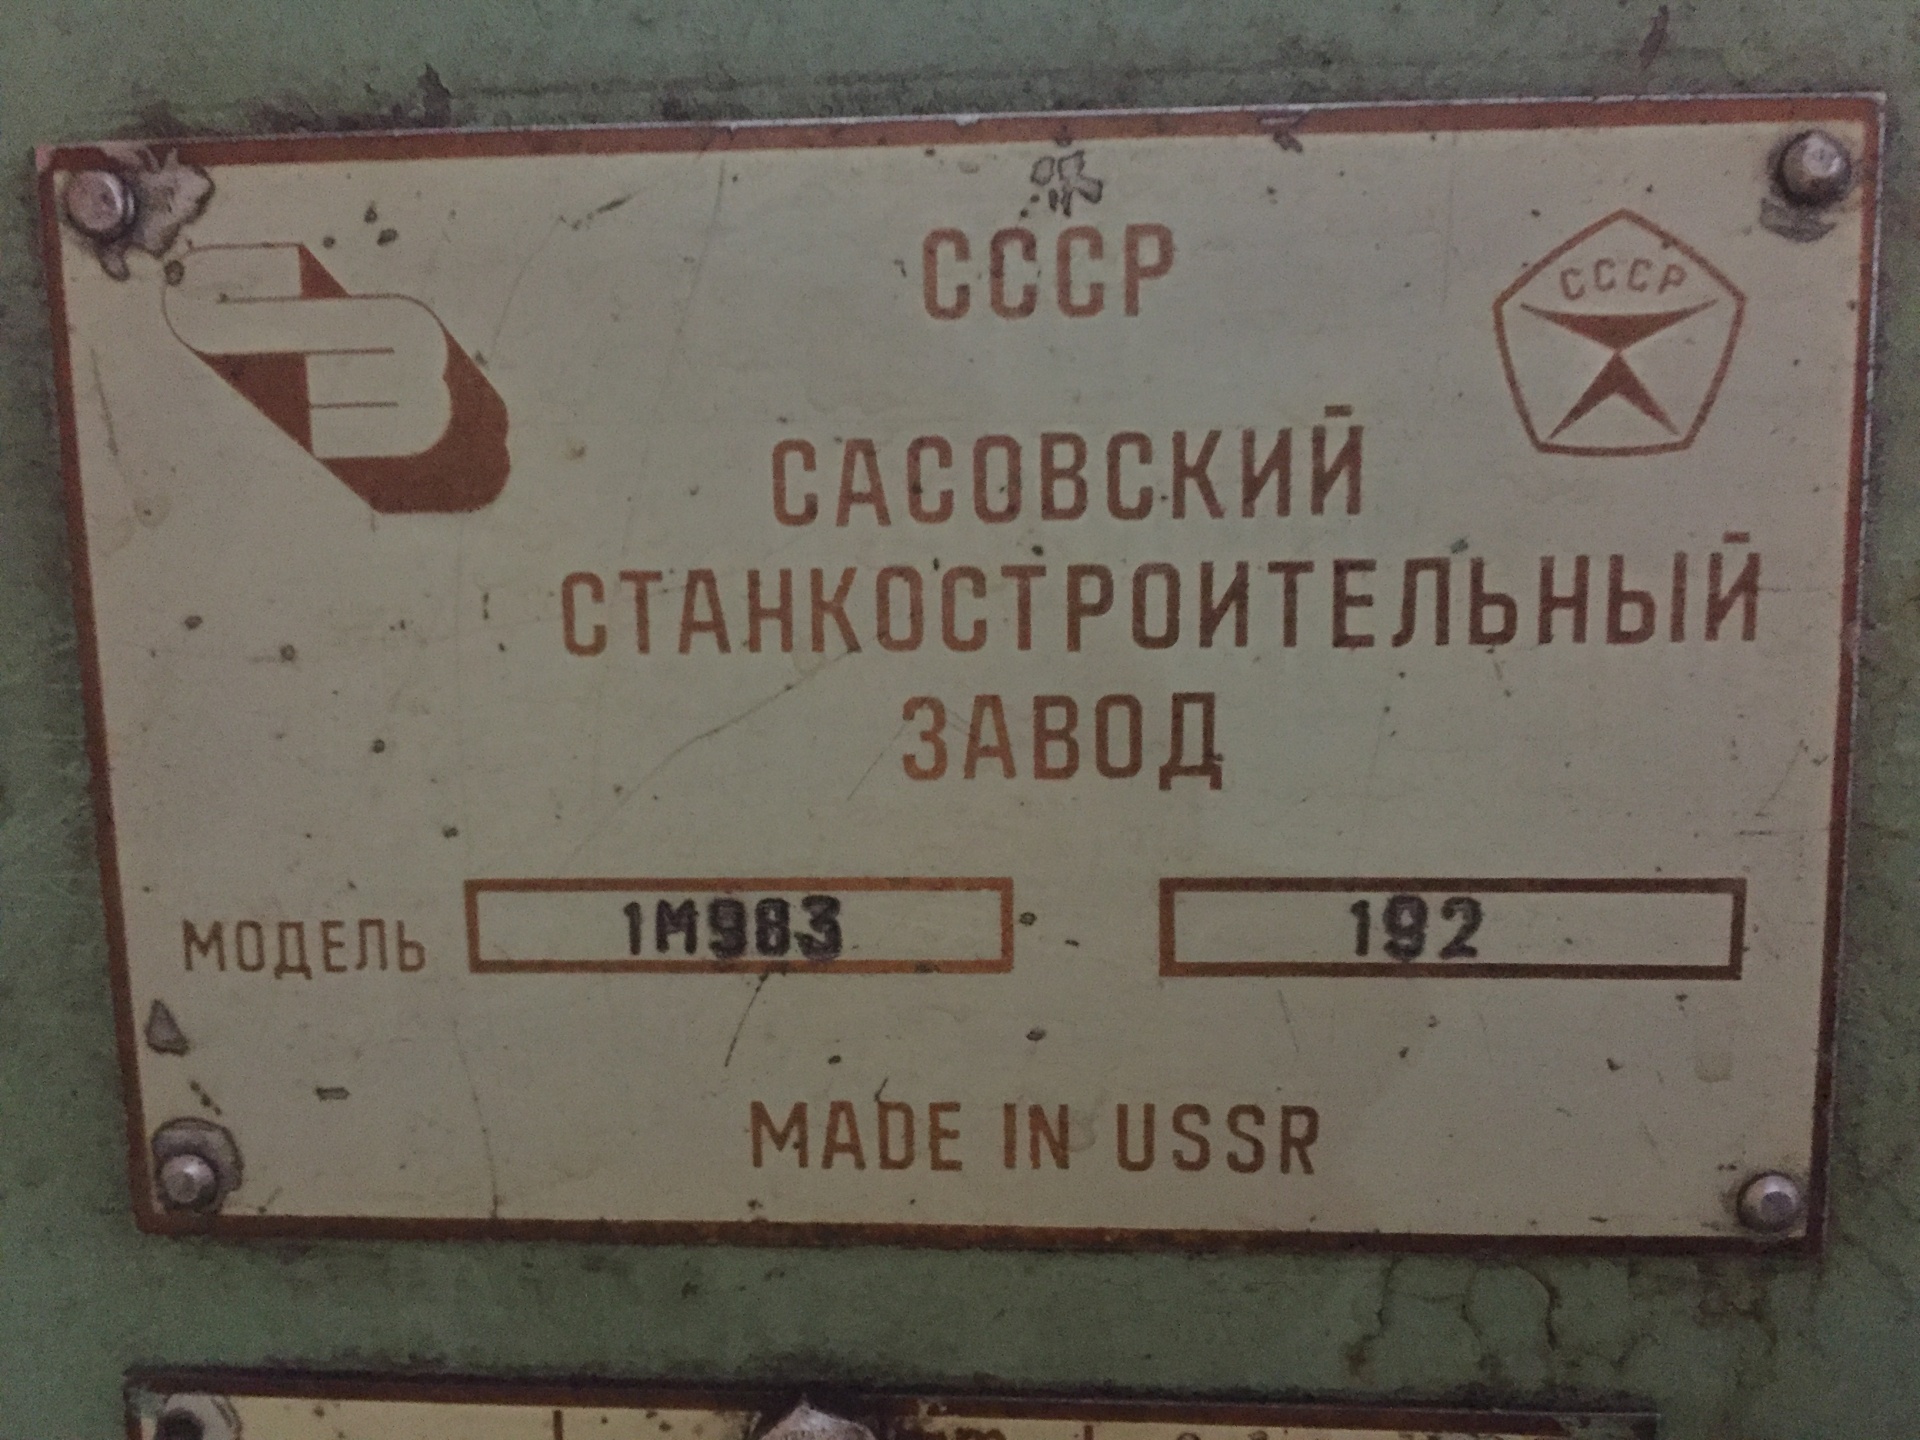 СССР
СССР
САСОВСКИЙ
СТАНКОСТРОИТЕЛЬНЫЙ
ЗАВОД
МОДЕЛЬ 1М983 192
MADE IN USSR